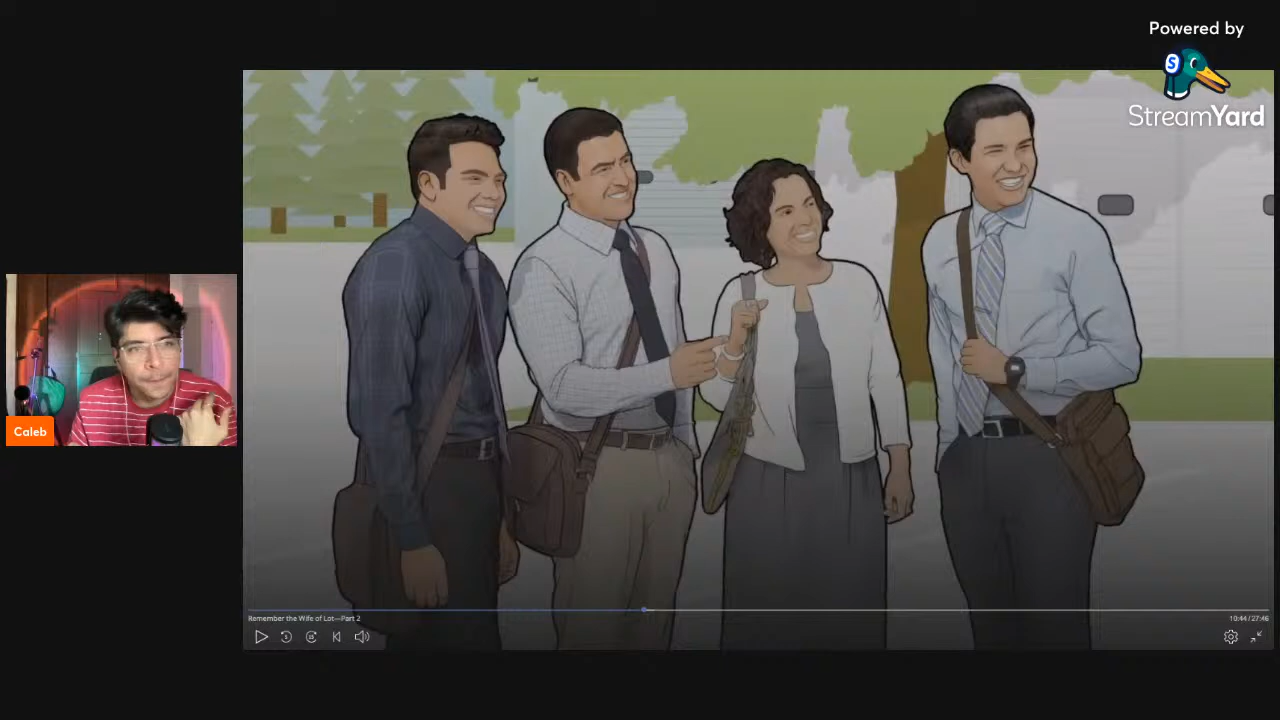 Powered by
S
StreamYard
Caleb
Remember the Wife of Lot—Part 2
10:44 / 27:46